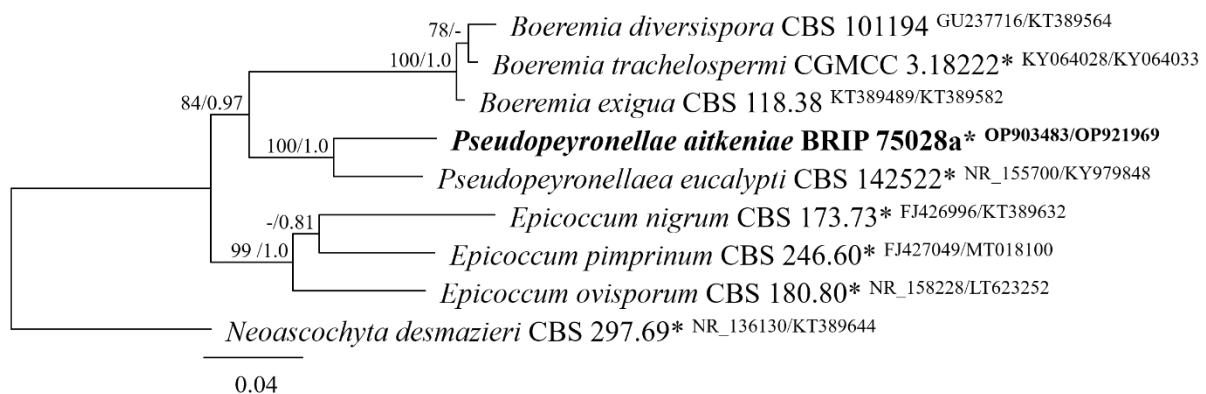 78/-
Boeremia diversispora CBS 101194 GU237716/KT389564
100/1.0
Boeremia trachelospermi CGMCC 3.18222* KY064028/KY064033
84/0.97
Boeremia exigua CBS 118.38 KT389489/KT389582
100/1.0
Pseudopeyronellae aitkeniae BRIP 75028a* OP903483/OP921969
Pseudopeyronellaea eucalypti CBS 142522* NR_155700/KY979848
-/0.81
Epicoccum nigrum CBS 173.73* FJ426996/KT389632
99 /1.0
Epicoccum pimprinum CBS 246.60* FJ427049/MT018100
Epicoccum ovisporum CBS 180.80* NR_158228/LT623252
Neoascochyta desmazieri CBS 297.69* NR_136130/KT389644
0.04